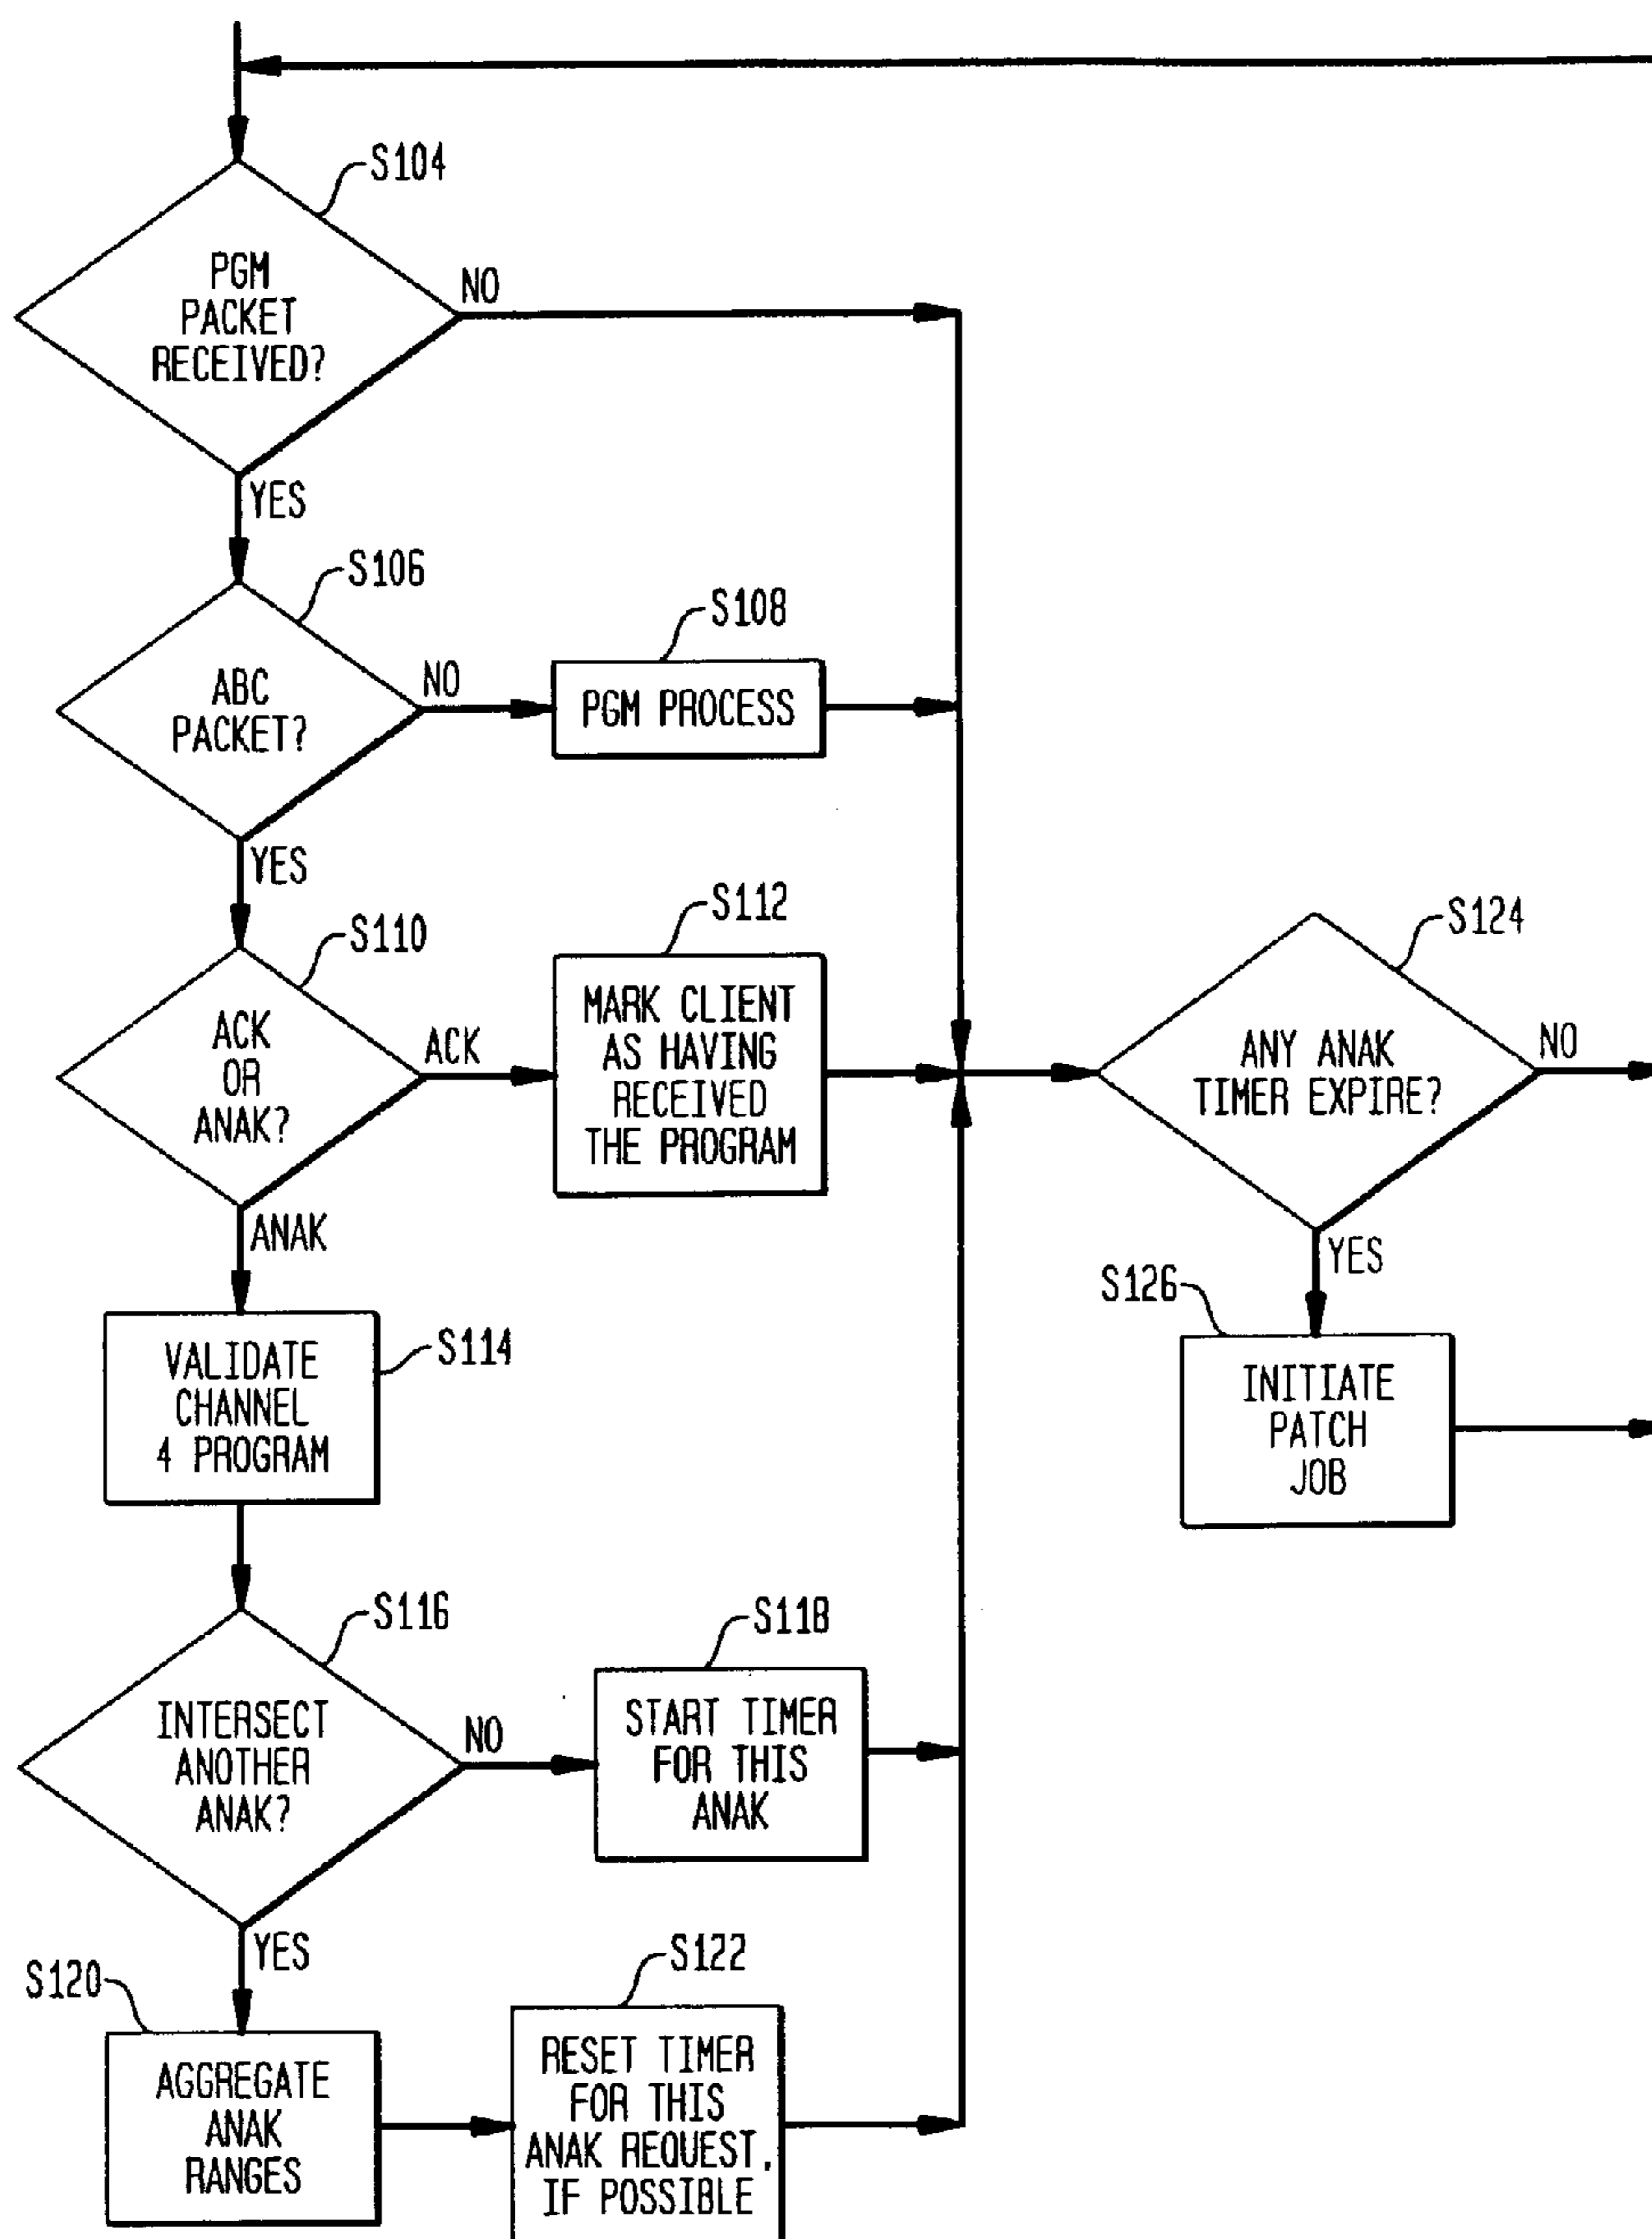 S104
PGM
PACKET
RECEIVED?
NO
YES
S106
ABC
PACKET?
NO
S108
PGM PROCESS
YES
S110
ACK
OR
ANAK?
ACK
S112
MARK CLIENT
AS HAVING
RECEIVED
THE PROGRAM
S124
ANY ANAK
TIMER EXPIRE?
NO
YES
S126
INITIATE
PATCH
JOB
ANAK
S114
VALIDATE
CHANNEL
4 PROGRAM
S116
INTERSECT
ANOTHER
ANAK?
NO
S118
START TIMER
FOR THIS
ANAK
YES
S120
AGGREGATE
ANAK
RANGES
S122
RESET TIMER
FOR THIS
ANAK REQUEST,
IF POSSIBLE